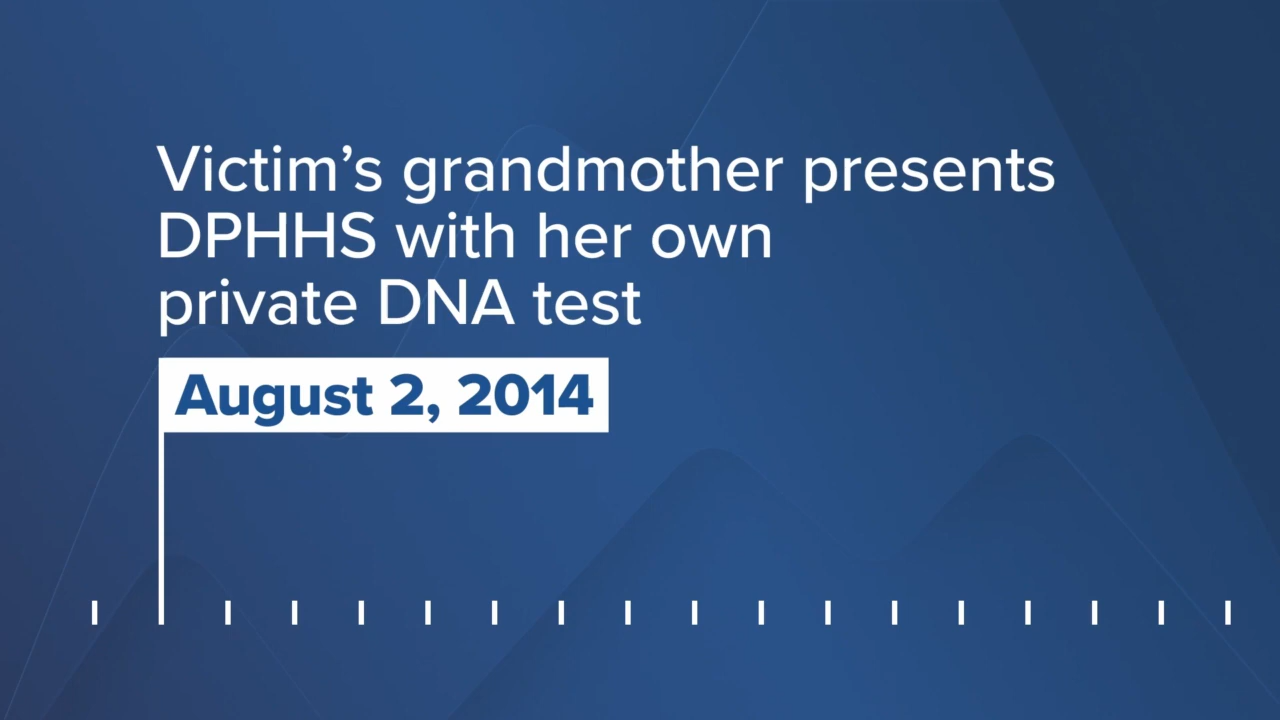 Victim’s grandmother presents
DPHHS with her own
private DNA test
August 2, 2014